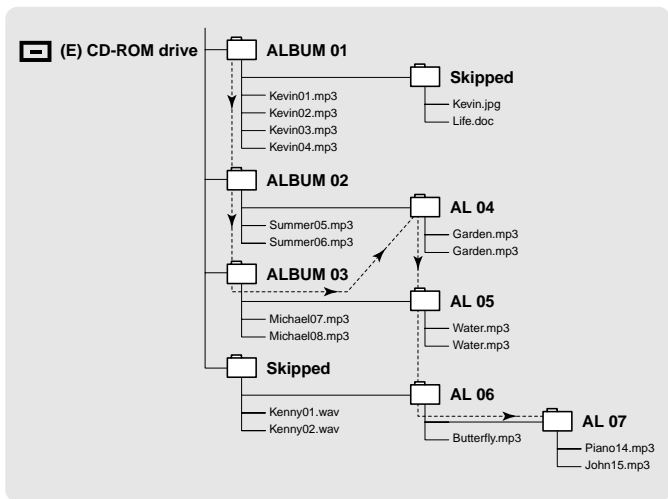 (E) CD-ROM drive
ALBUM 01
Kevin01.mp3
Kevin02.mp3
Kevin03.mp3
Kevin04.mp3
Skipped
Kevin.jpg
Life.doc
ALBUM 02
Summer05.mp3
Summer06.mp3
AL 04
Garden.mp3
Garden.mp3
ALBUM 03
Michael07.mp3
Michael08.mp3
AL 05
Water.mp3
Water.mp3
Skipped
Kenny01.wav
Kenny02.wav
AL 06
Butterfly.mp3
AL 07
Piano14.mp3
John15.mp3